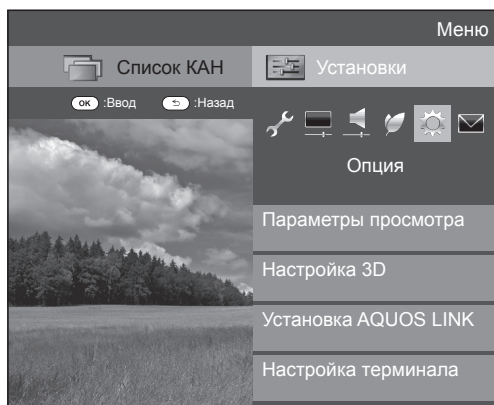 Меню
Список КАН
Установки
OK :Ввод :Назад
Опция
Параметры просмотра
Настройка 3D
Установка AQUOS LINK
Настройка терминала